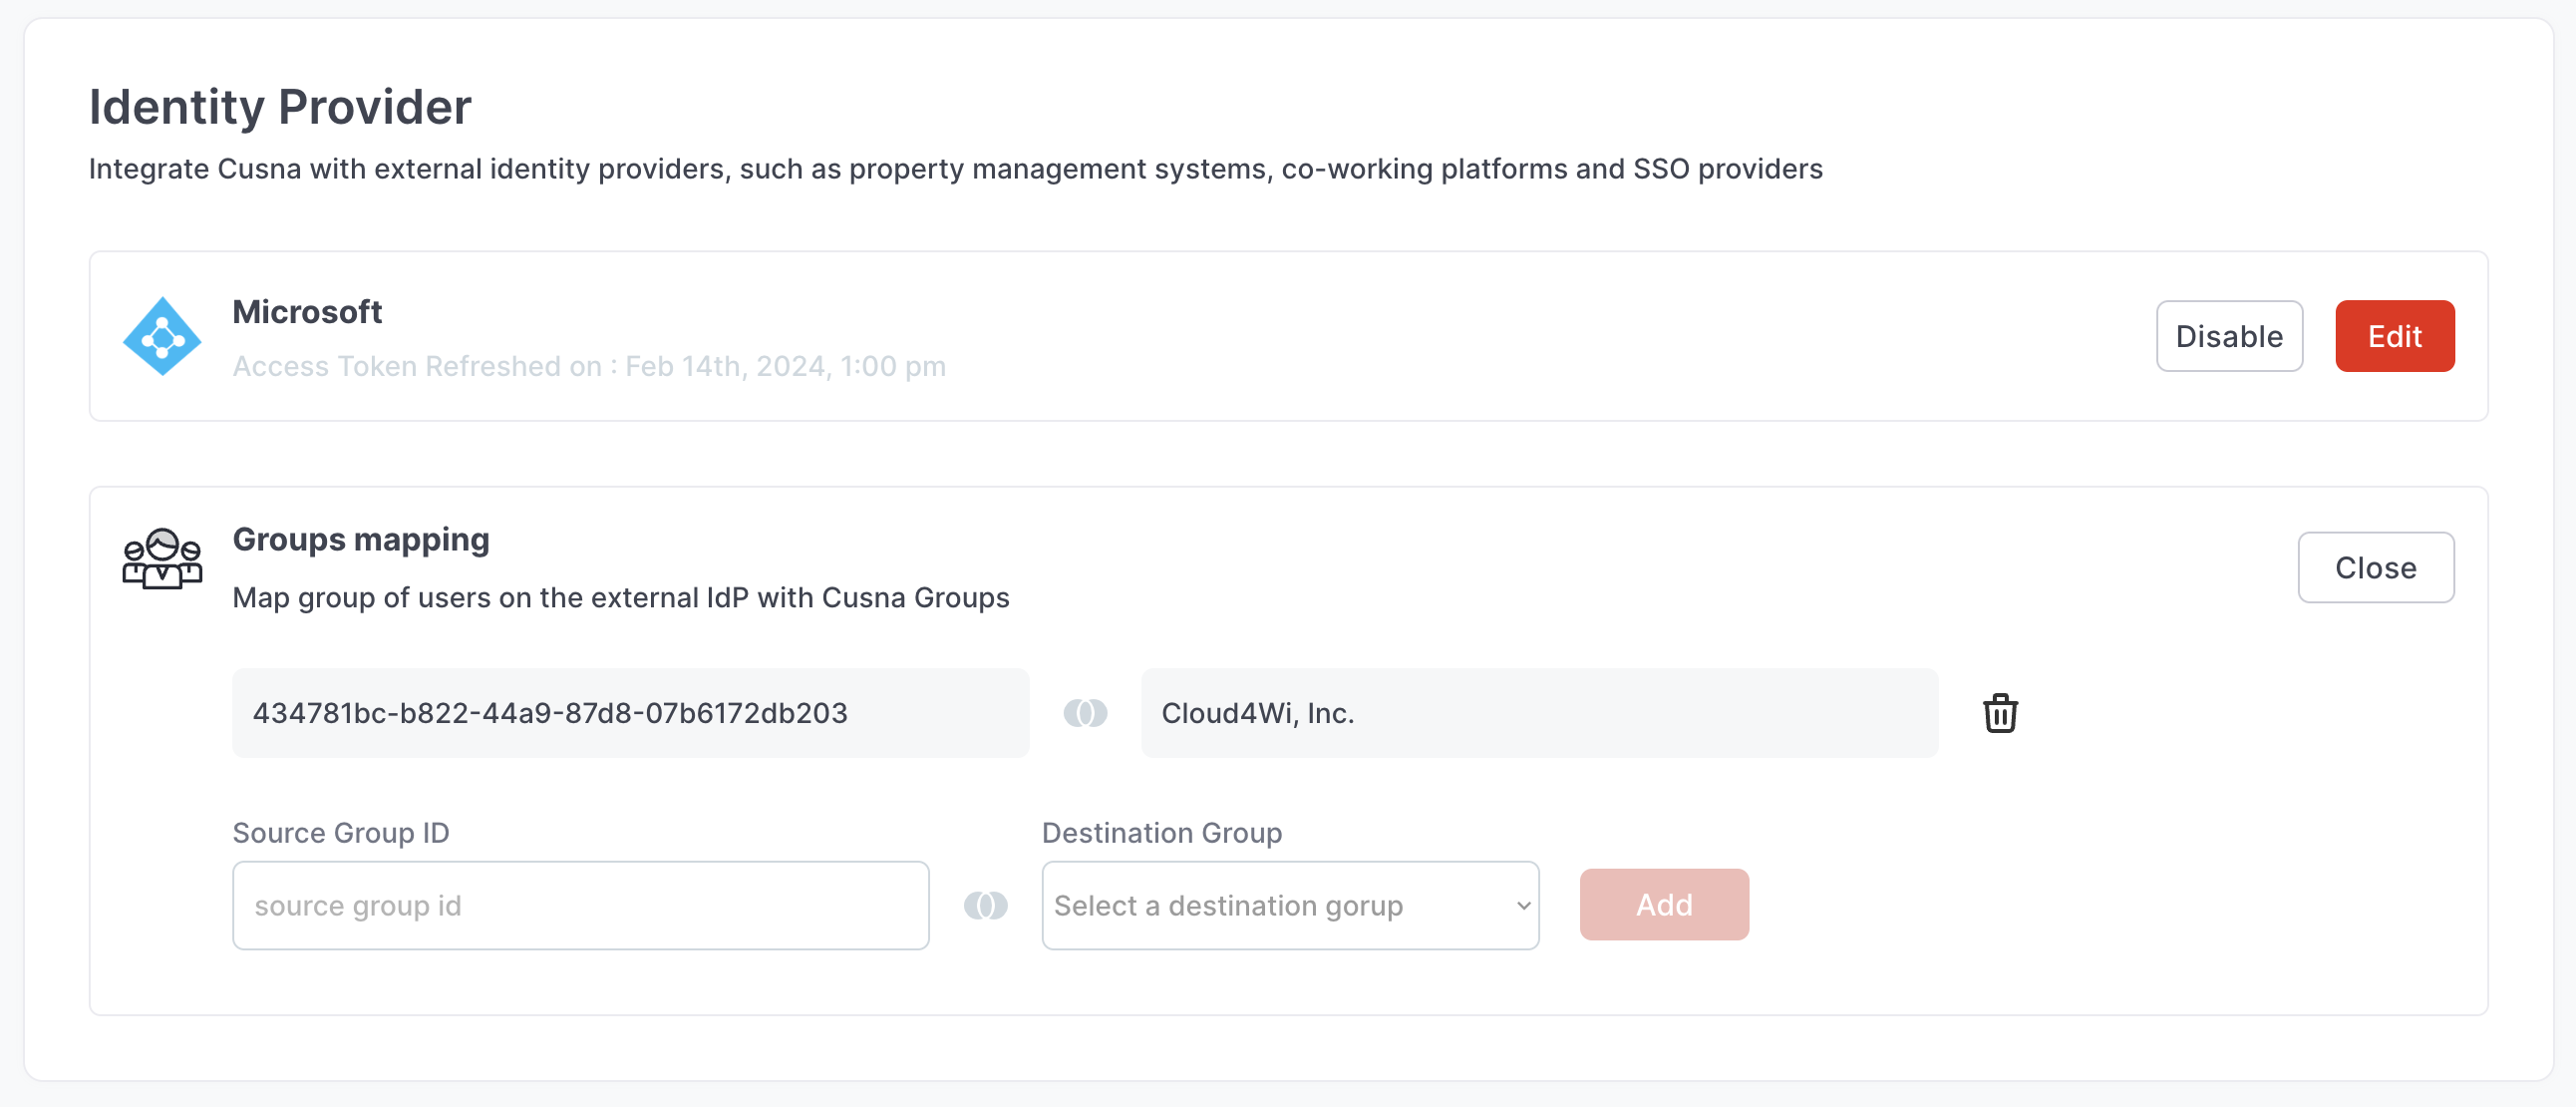 Identity Provider
Integrate Cusna with external identity providers, such as property management systems, co-working platforms and SSO providers
Microsoft
Access Token Refreshed on : Feb 14th, 2024, 1:00 pm
Disable
Edit
Groups mapping
Map group of users on the external IdP with Cusna Groups
Close
434781bc-b822-44a9-87d8-07b6172db203
Cloud4Wi, Inc.
Source Group ID
Destination Group
source group id
Select a destination gorup
Add